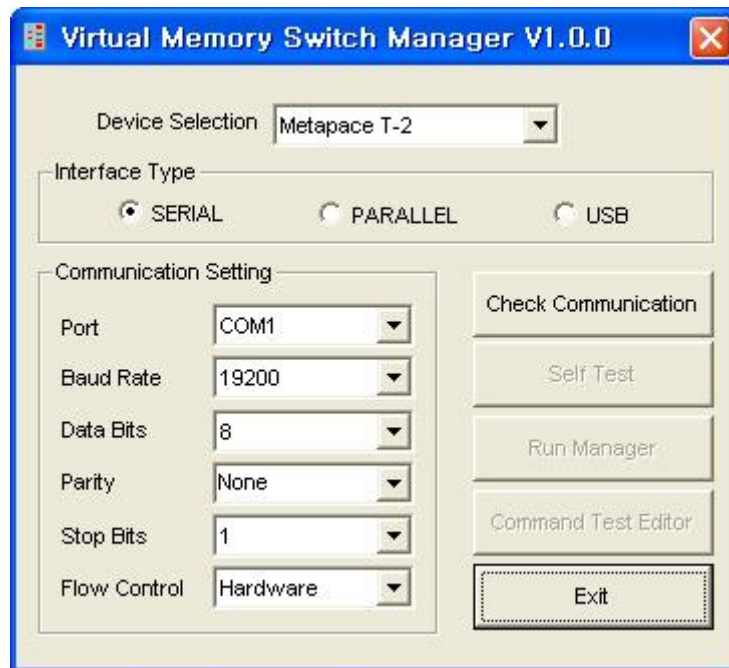 Virtual Memory Switch Manager V1.0.0
Device Selection Metapace T-2
Interface Type
SERIAL PARALLEL USB
Communication Setting
Port COM1
Baud Rate 19200
Data Bits 8
Parity None
Stop Bits 1
Flow Control Hardware
Check Communication
Self Test
Run Manager
Command Test Editor
Exit